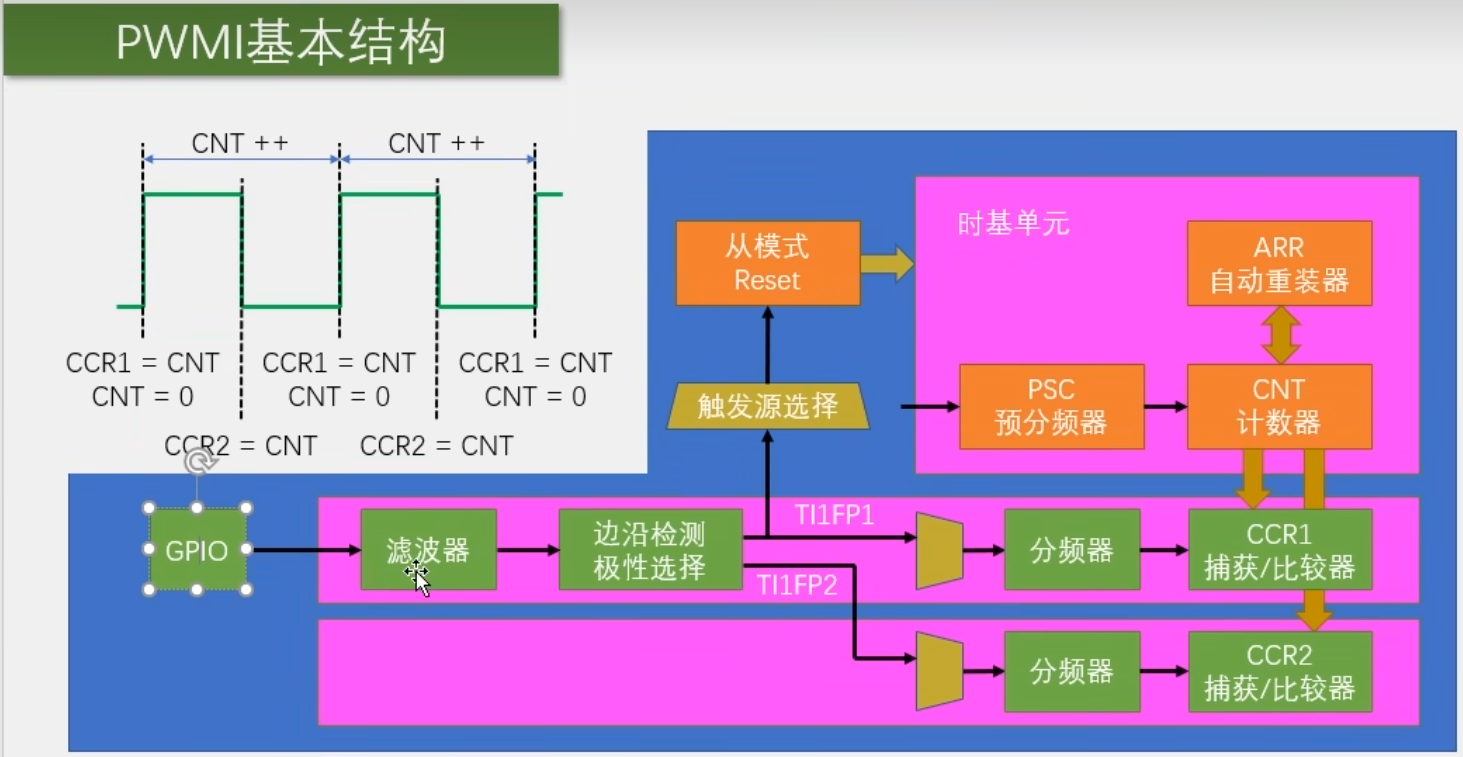 PWMI基本结构
CNT ++
CNT ++
CCR1 = CNT
CNT = 0
CCR1 = CNT
CNT = 0
CCR1 = CNT
CNT = 0
CCR2 = CNT
CCR2 = CNT
从模式
Reset
时基单元
ARR
自动重装器
触发源选择
PSC
预分频器
CNT
计数器
GPIO
滤波器
边沿检测
极性选择
TI1FP1
TI1FP2
分频器
CCR1
捕获/比较器
分频器
CCR2
捕获/比较器